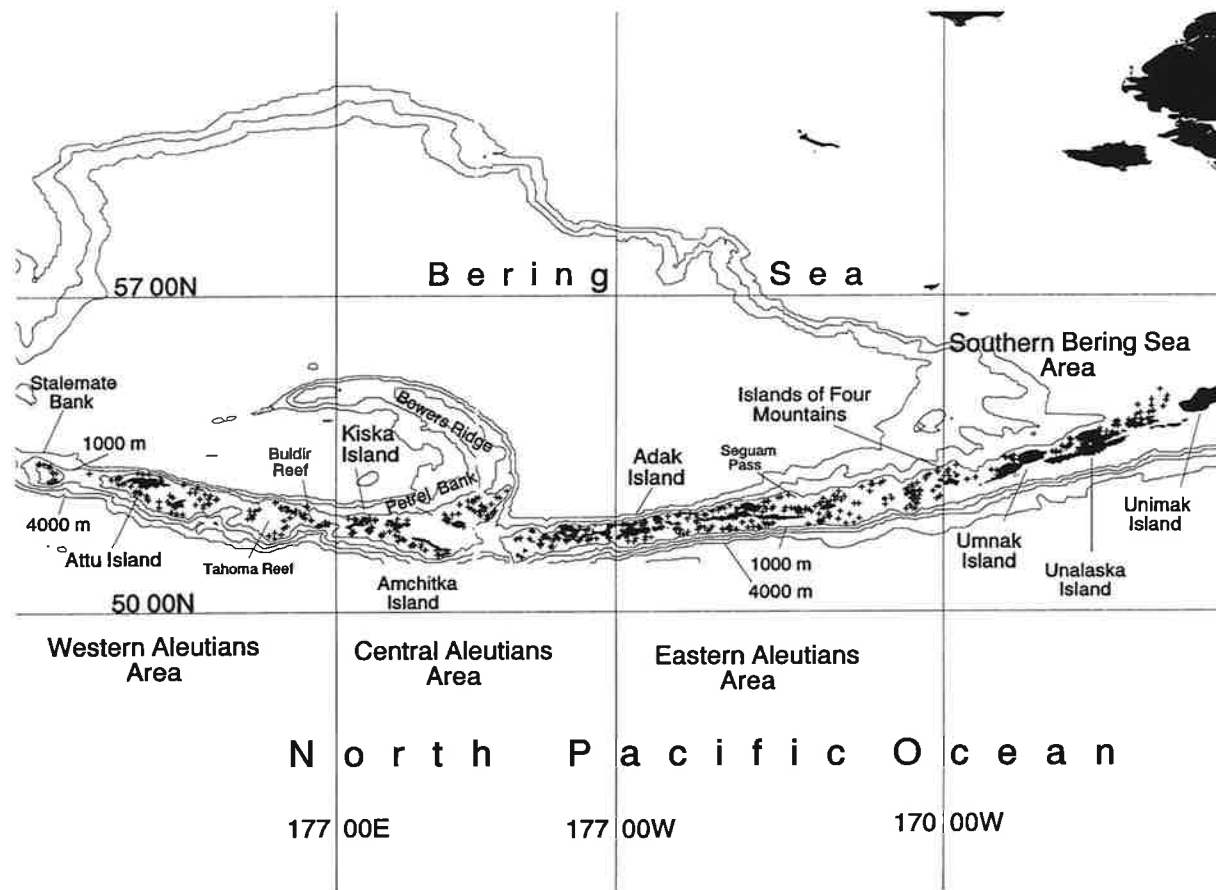 Bering Sea
57 00N
Southern Bering Sea
Area
Stalemate
Bank
Islands of Four
Mountains
Bowers Ridge
1000 m
Buldir
Reef
Kiska
Island
Adak
Island
Seguam
Pass
Petrel Bank
4000 m
Attu Island
Tahoma Reef
Amchitka
Island
1000 m
4000 m
Umnak
Island
Unalaska
Island
Unimak
Island
50 00N
Western Aleutians
Area
Central Aleutians
Area
Eastern Aleutians
Area
North Pacific Ocean
177 00E
177 00W
170 00W